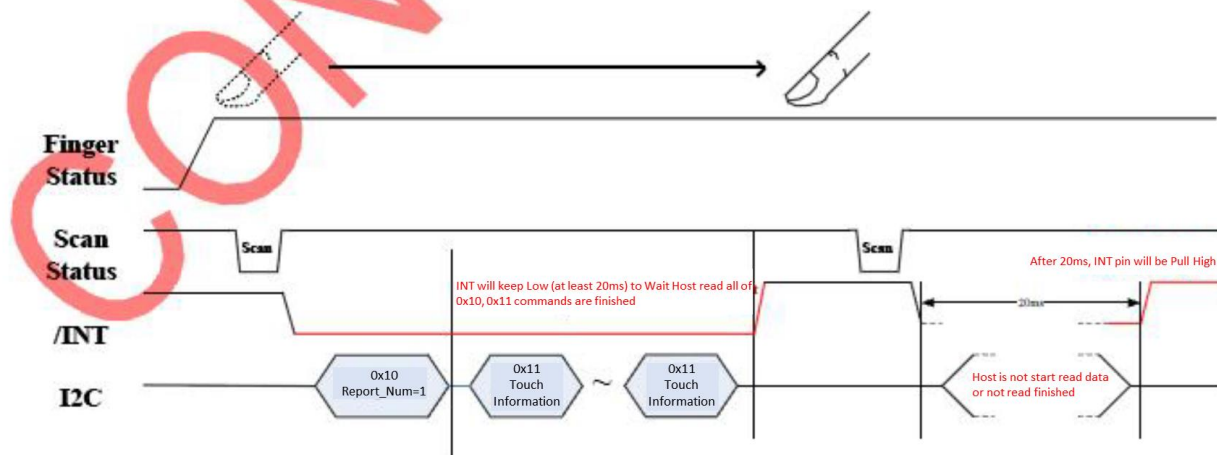 CON
Finger
Status
Scan
Status
Scan
Scan
INT will keep Low (at least 20ms) to Wait Host read all of
0x10, 0x11 commands are finished
After 20ms, INT pin will be Pull High
/INT
20ms
I2C
0x10
Report_Num=1
0x11
Touch
Information
~
0x11
Touch
Information
Host is not start read data
or not read finished